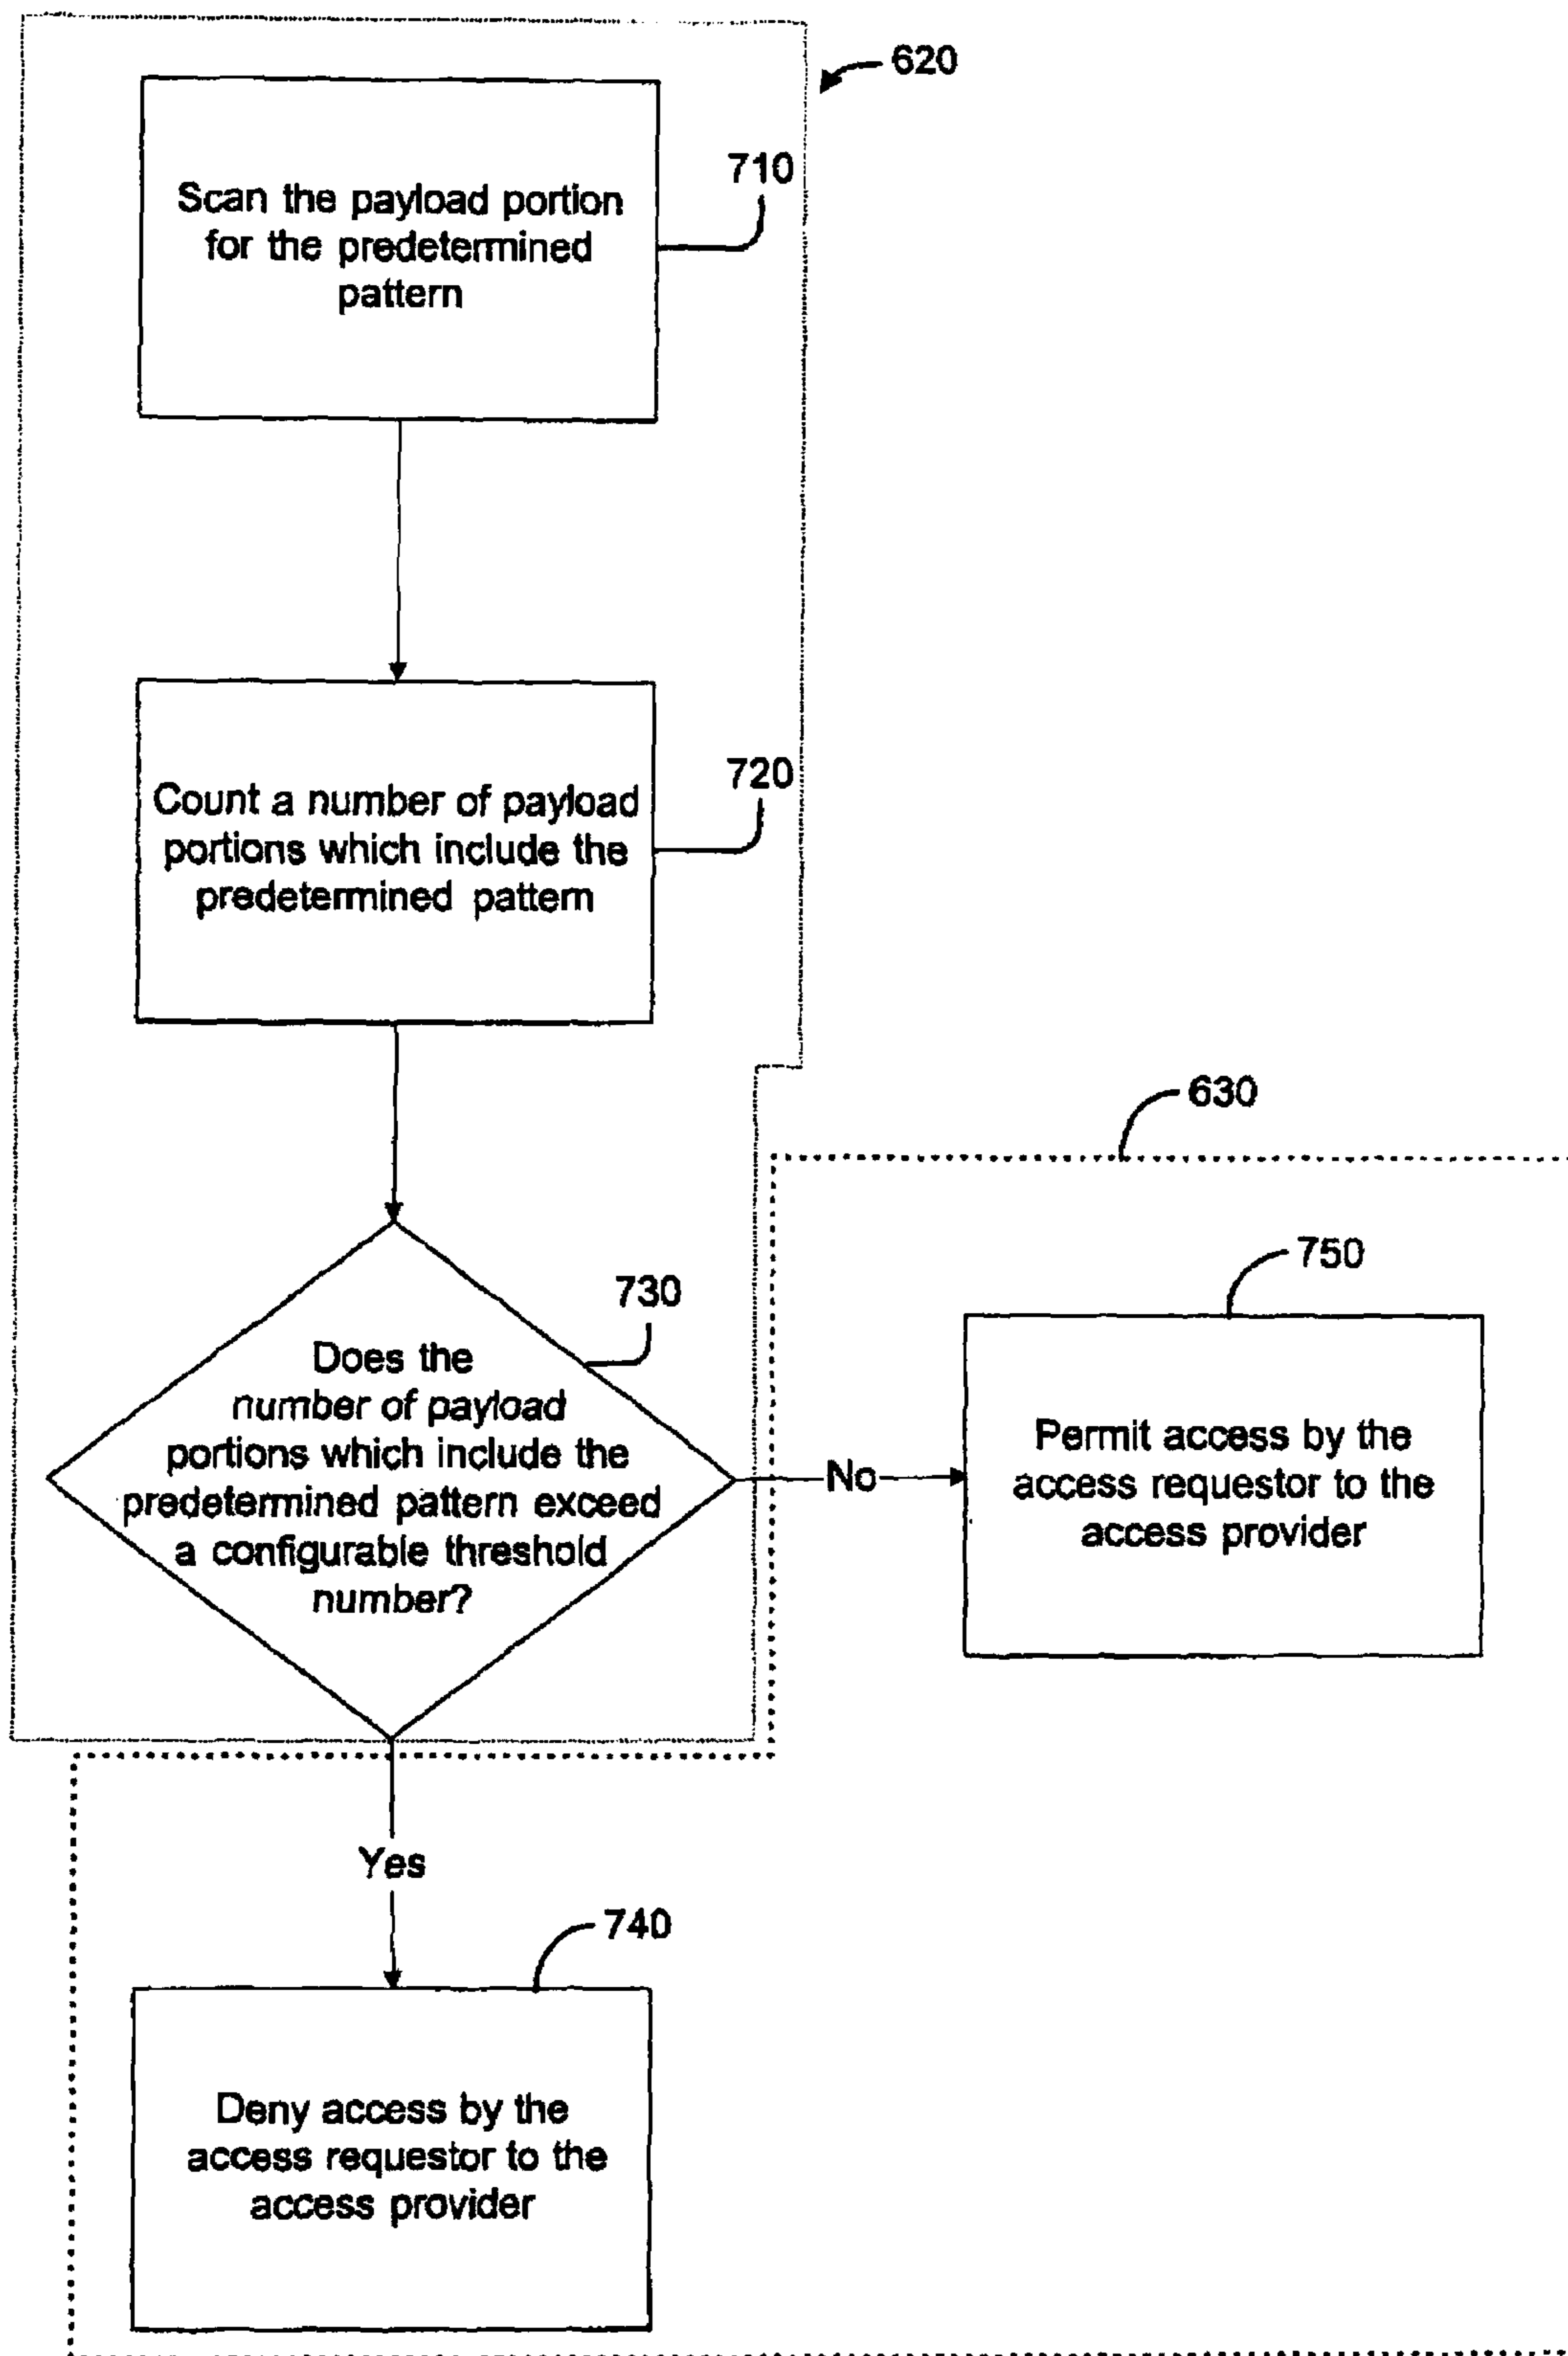 620
710
Scan the payload portion
for the predetermined
pattern
720
Count a number of payload
portions which include the
predetermined pattern
630
730
750
Does the
number of payload
portions which include the
predetermined pattern exceed
a configurable threshold
number?
No
Permit access by the
access requestor to the
access provider
Yes
740
Deny access by the
access requestor to the
access provider